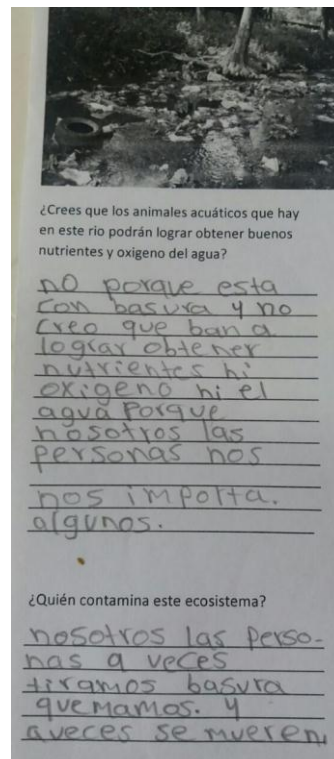 ¿Crees que los animales acuáticos que hay
en este rio podrán lograr obtener buenos
nutrientes y oxigeno del agua?
no porque esta
con basura y no
creo que ban a
lograr obtener
nutrientes ni
oxigeno ni el
agua Porque
nosotros las
personas nos
nos importa.
algunos.
¿Quién contamina este ecosistema?
nosotros las perso-
nas a veces
tiramos basura
quemamos. y
aveces se mueren